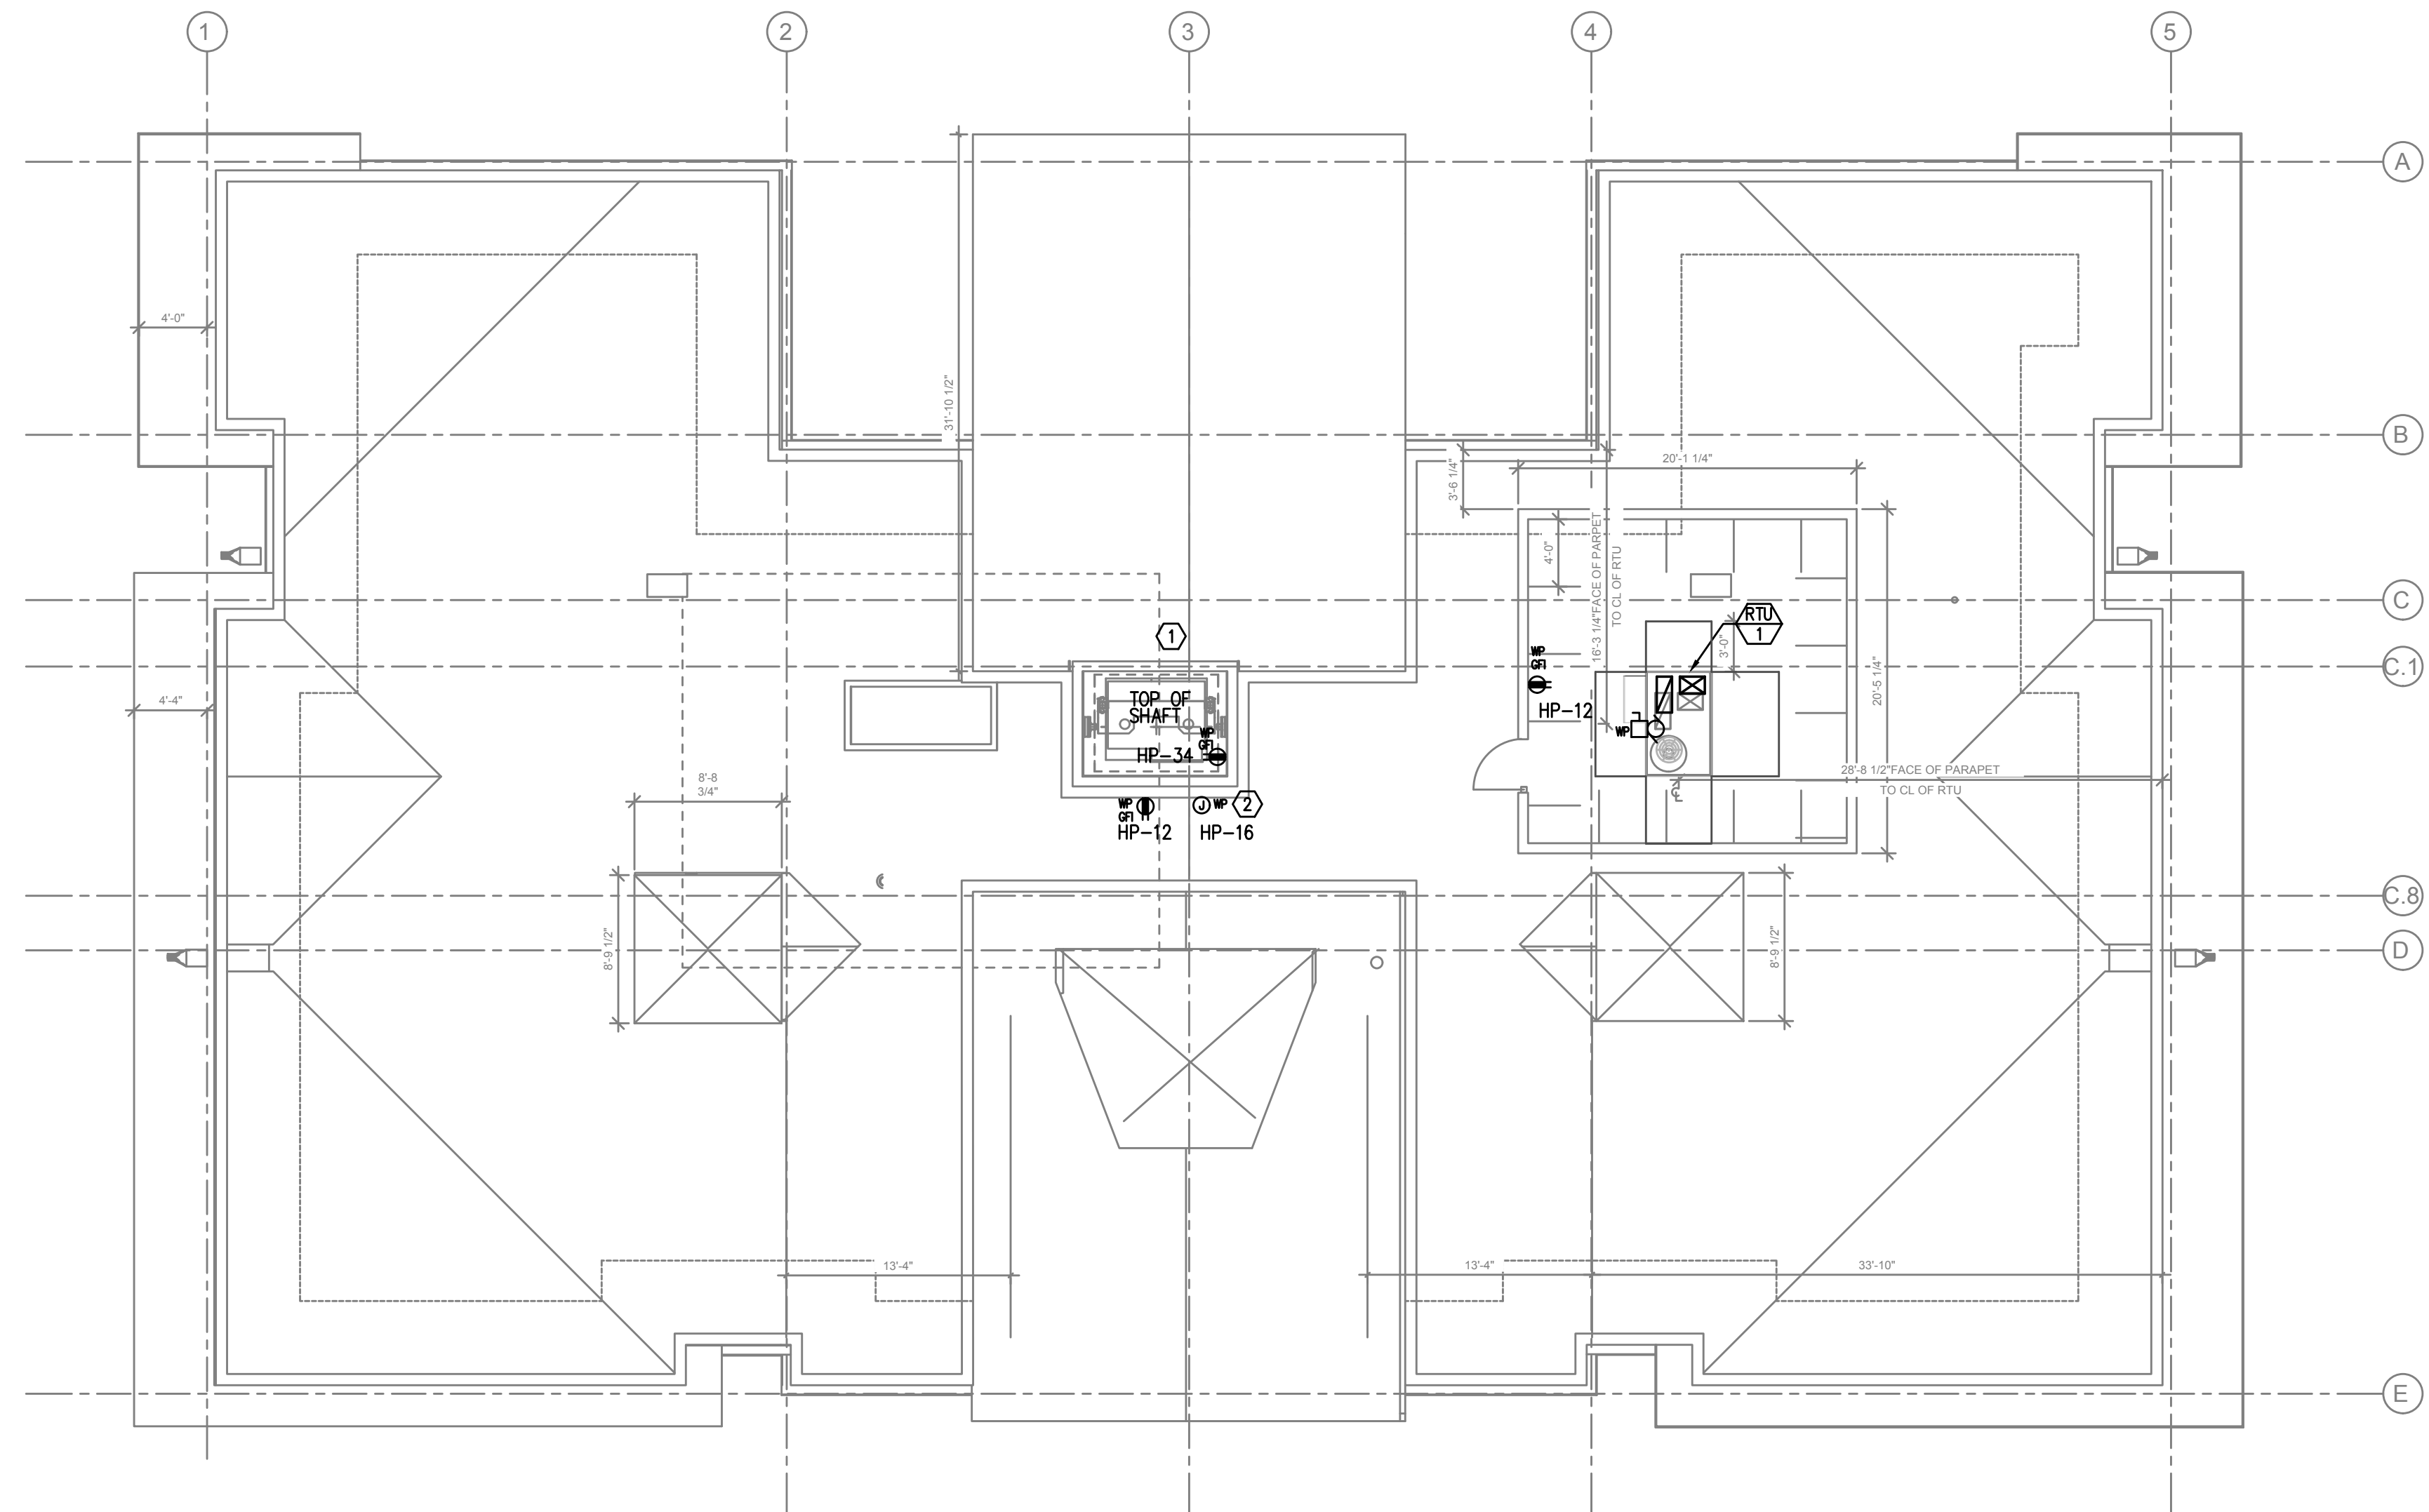 1
2
3
4
5
A
4'-0"
31'-10 1/2"
B
3'-6 1/4"
20'-1 1/4"
4'-0"
16'-3 1/4"FACE OF PARPET
TO CL OF RTU
C
1
RTU
1
3'-0"
WP
GFI
C.1
20'-5 1/4"
4'-4"
TOP OF
SHAFT
HP-12
WP
GFI
WP
HP-34
28'-8 1/2"FACE OF PARAPET
TO CL OF RTU
CL
8'-8
3/4"
WP
GFI
J
WP
2
HP-12
HP-16
C.8
8'-9 1/2"
8'-9 1/2"
D
13'-4"
13'-4"
33'-10"
E